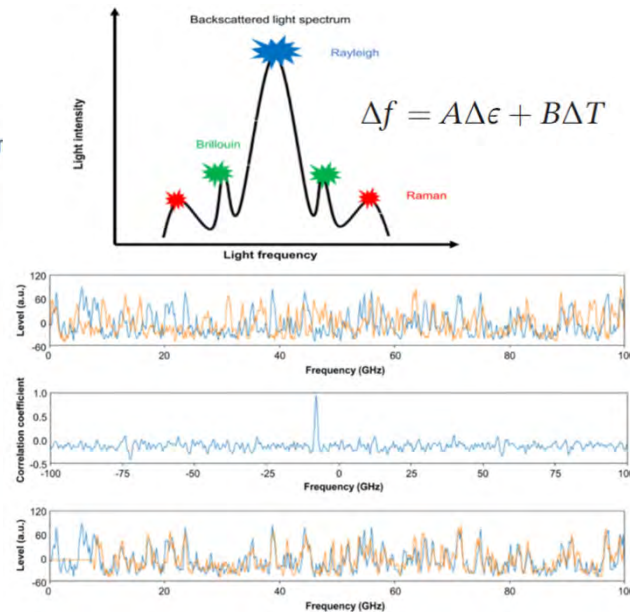 Backscattered light spectrum
Rayleigh
Δf = AΔϵ + BΔT
Brillouin
Raman
Light intensity
Light frequency
Level (a.u.)
120
60
0
-60
0 20 40 60 80 100
Frequency (GHz)
Correlation coefficient
1.0
0.5
0.0
-0.5
-100 -75 -50 -25 0 25 50 75 100
Frequency (GHz)
Level (a.u.)
120
60
0
-60
0 20 40 60 80 100
Frequency (GHz)